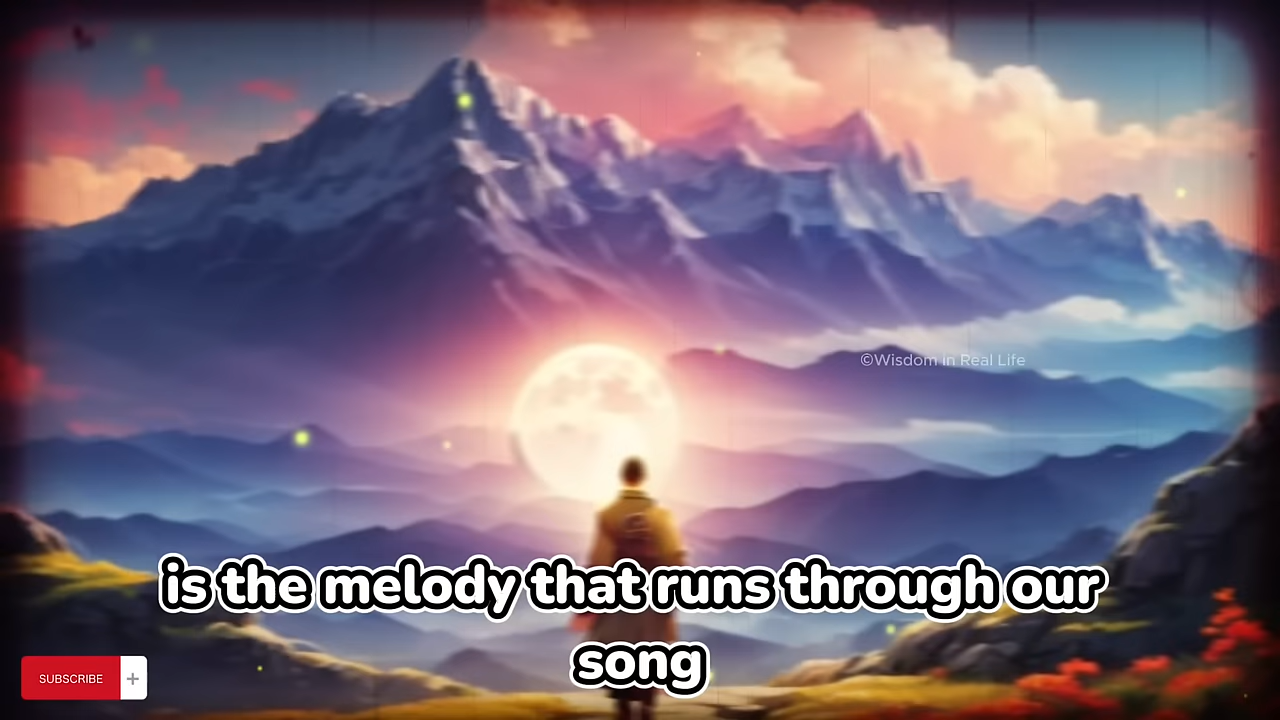 ©Wisdom in Real Life
is the melody that runs through our
song
SUBSCRIBE +